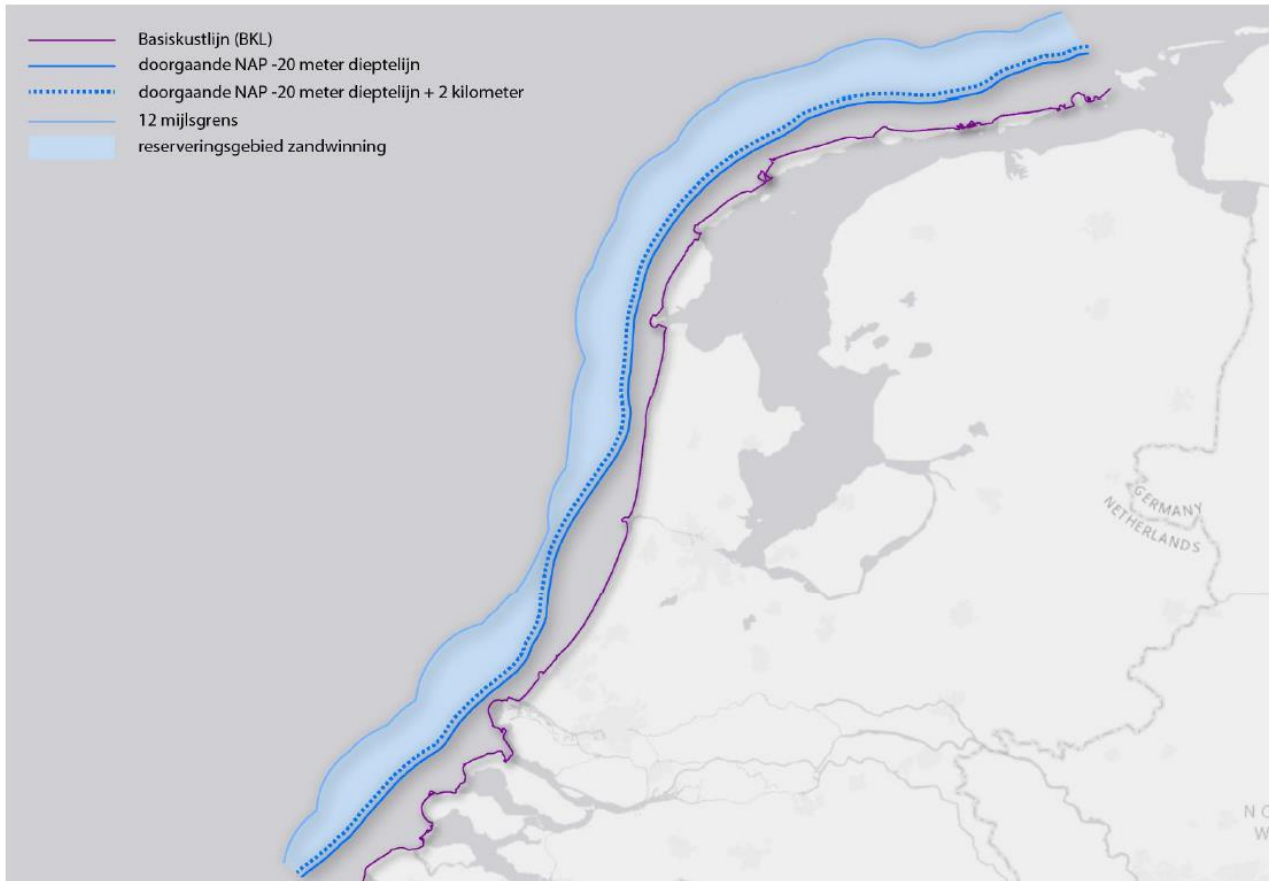 Basiskustlijn (BKL)
doorgaande NAP -20 meter dieptelijn
doorgaande NAP -20 meter dieptelijn + 2 kilometer
12 mijlsgrens
reserveringsgebied zandwinning
GERMANY
NETHERLANDS
N O
W